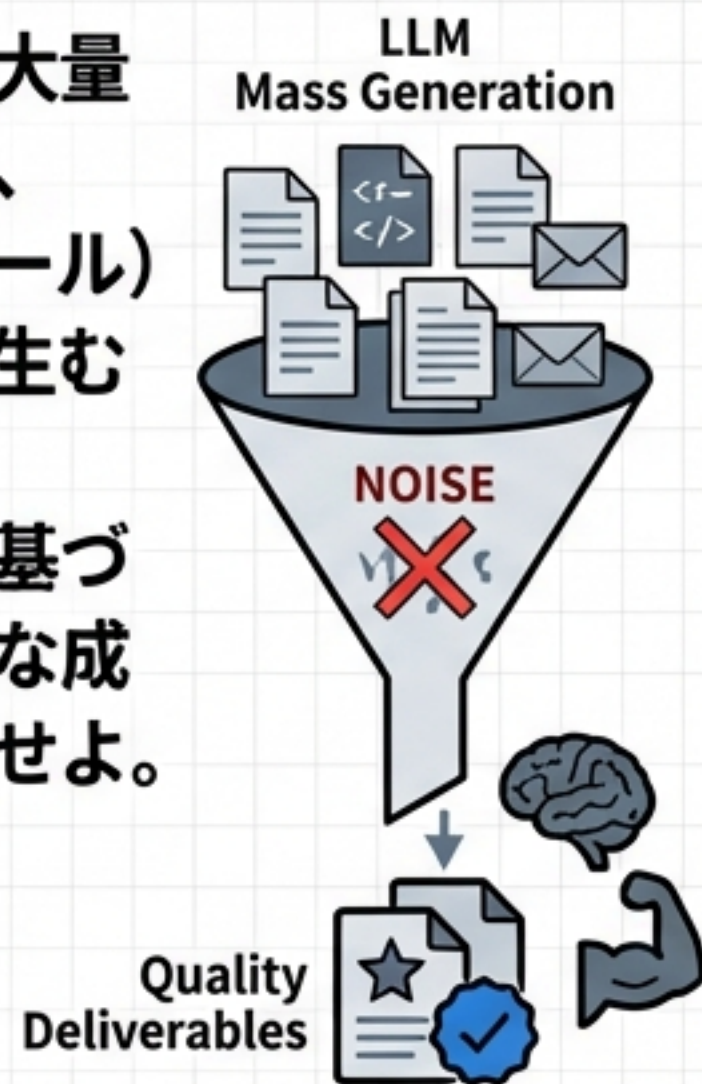 大量
、
ール）
生む
基づ
な成
せよ。
LLM
Mass Generation
</>
NOISE
Quality
Deliverables